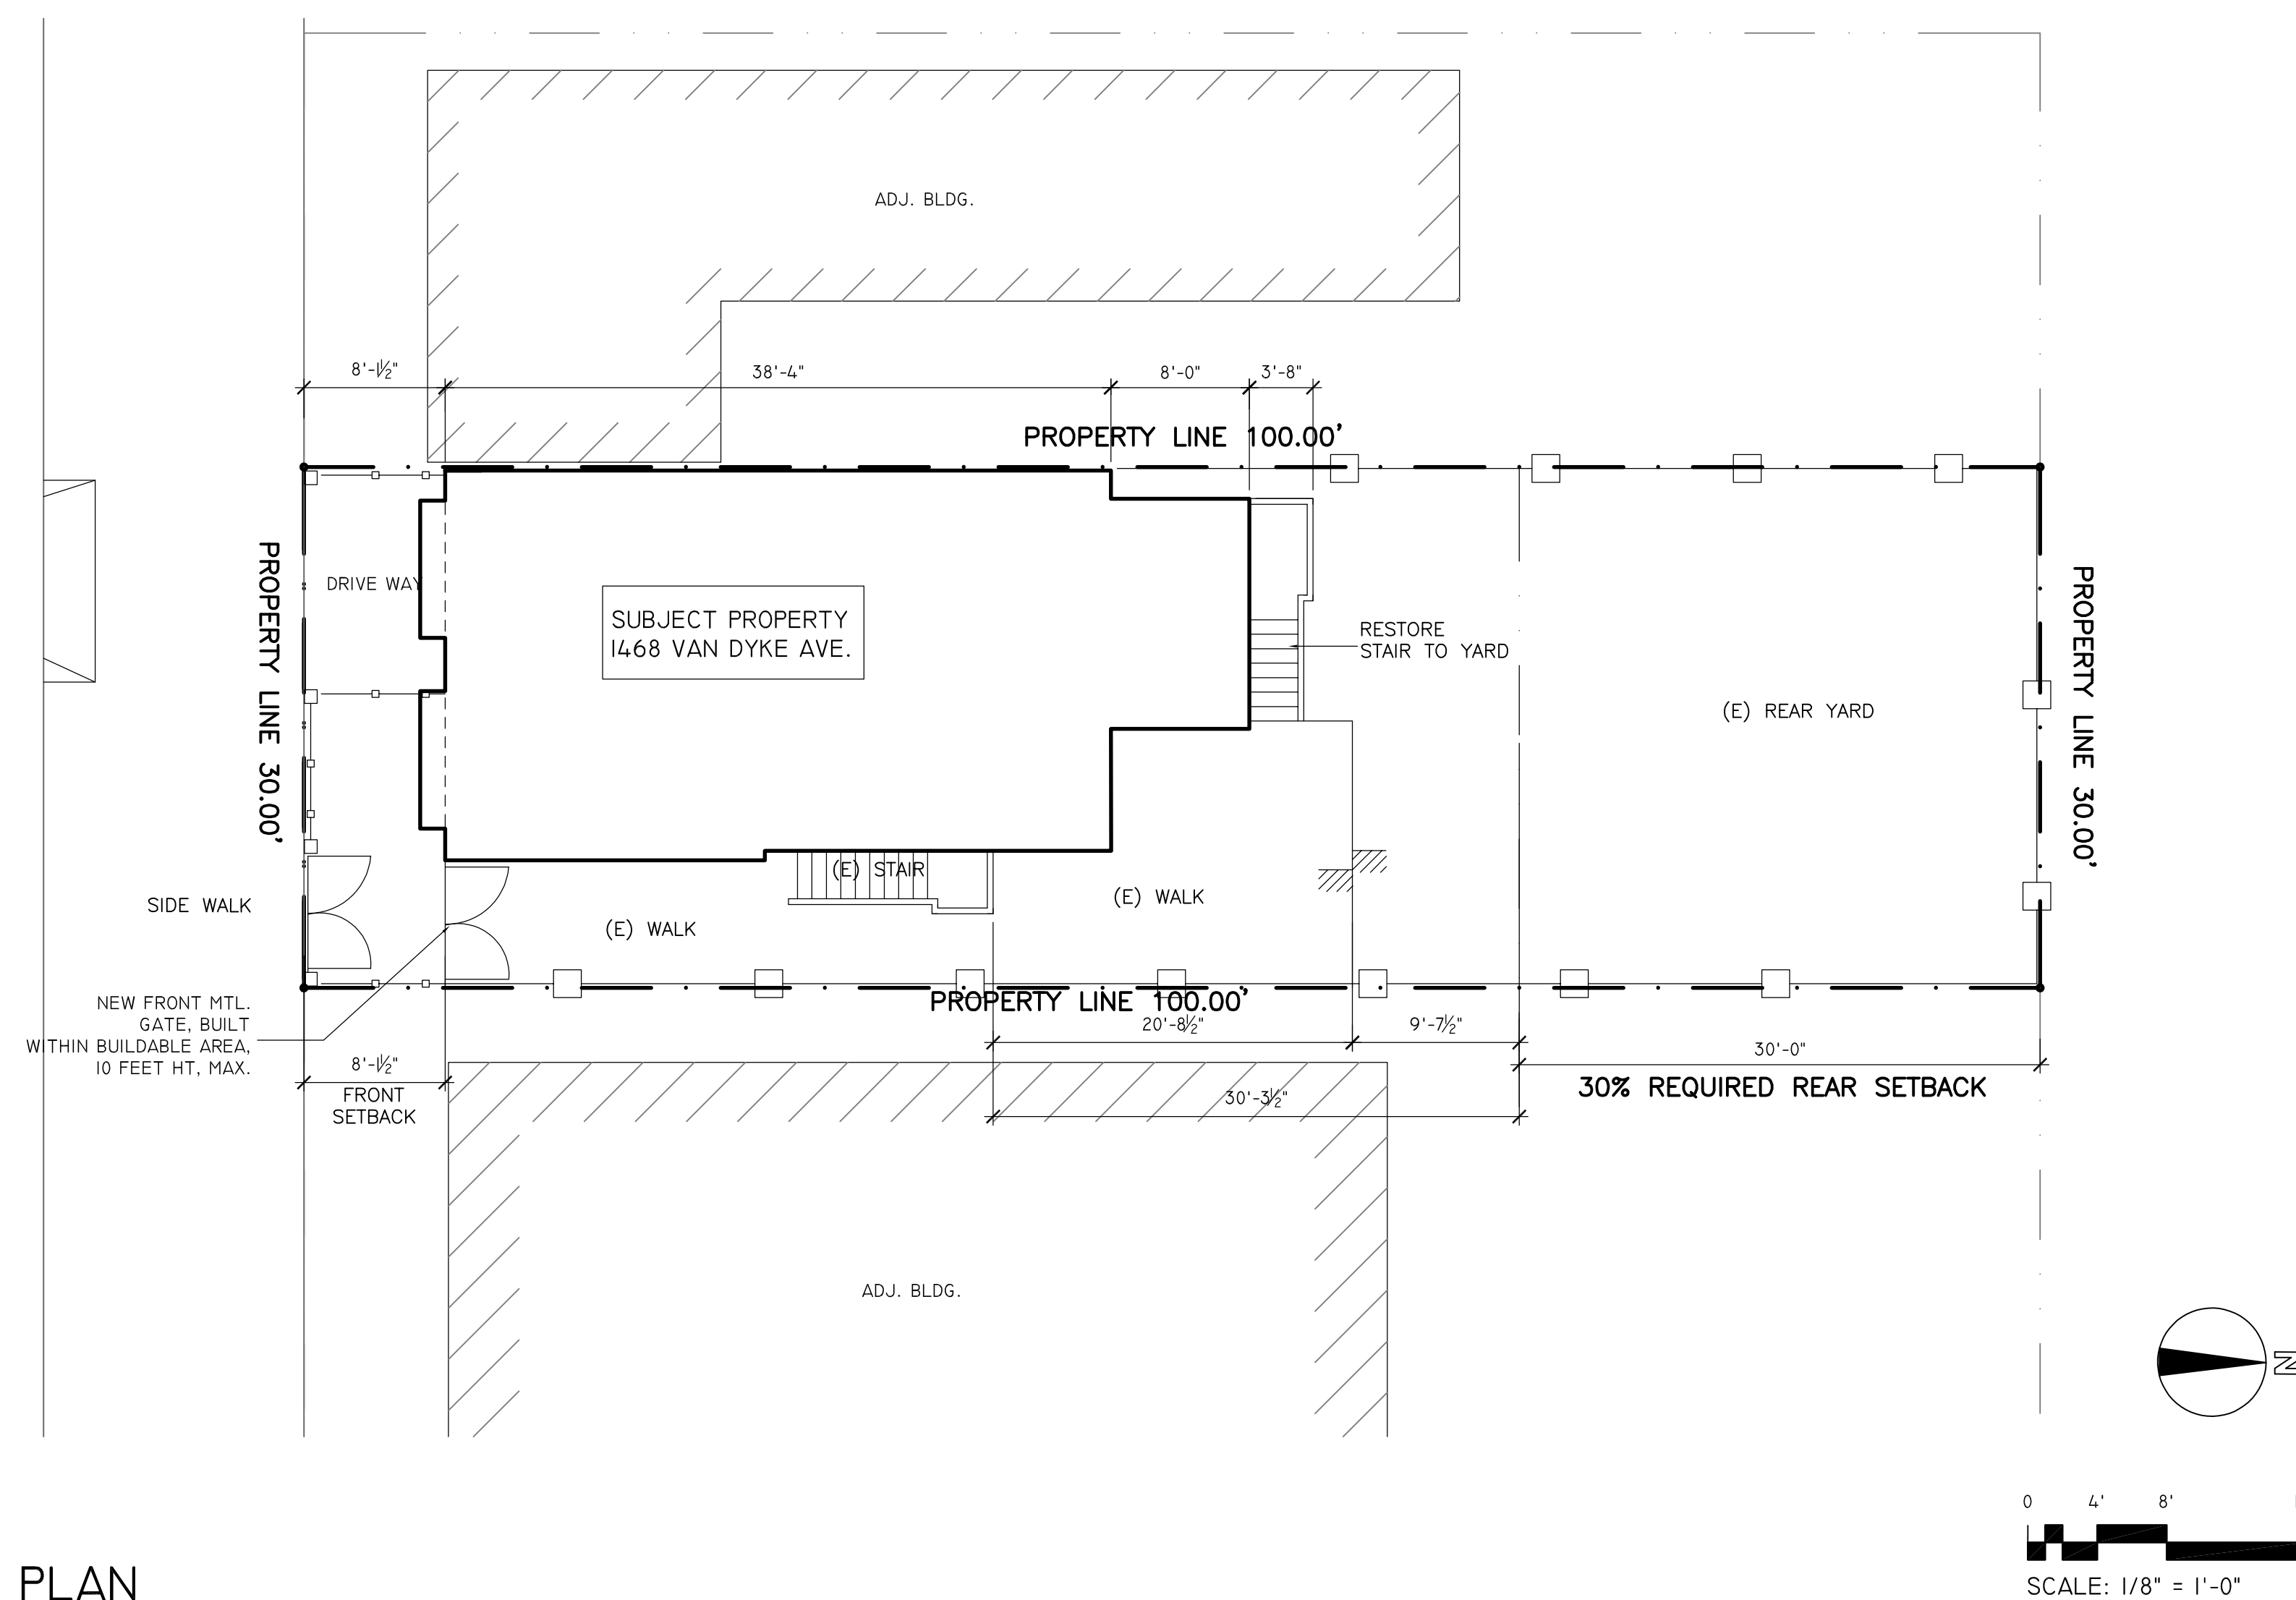 ADJ. BLDG.
8'-1½"
38'-4"
8'-0"
3'-8"
PROPERTY LINE 100.00'
PROPERTY LINE 30.00'
DRIVE WAY
SUBJECT PROPERTY
1468 VAN DYKE AVE.
RESTORE
STAIR TO YARD
(E) REAR YARD
PROPERTY LINE 30.00'
(E) STAIR
(E) WALK
SIDE WALK
(E) WALK
NEW FRONT MTL.
GATE, BUILT
WITHIN BUILDABLE AREA,
10 FEET HT, MAX.
PROPERTY LINE 100.00'
20'-8½"
9'-7½"
30'-0"
8'-1½"
FRONT
SETBACK
30'-3½"
30% REQUIRED REAR SETBACK
ADJ. BLDG.
N
0 4' 8'
SCALE: 1/8" = 1'-0"
PLAN